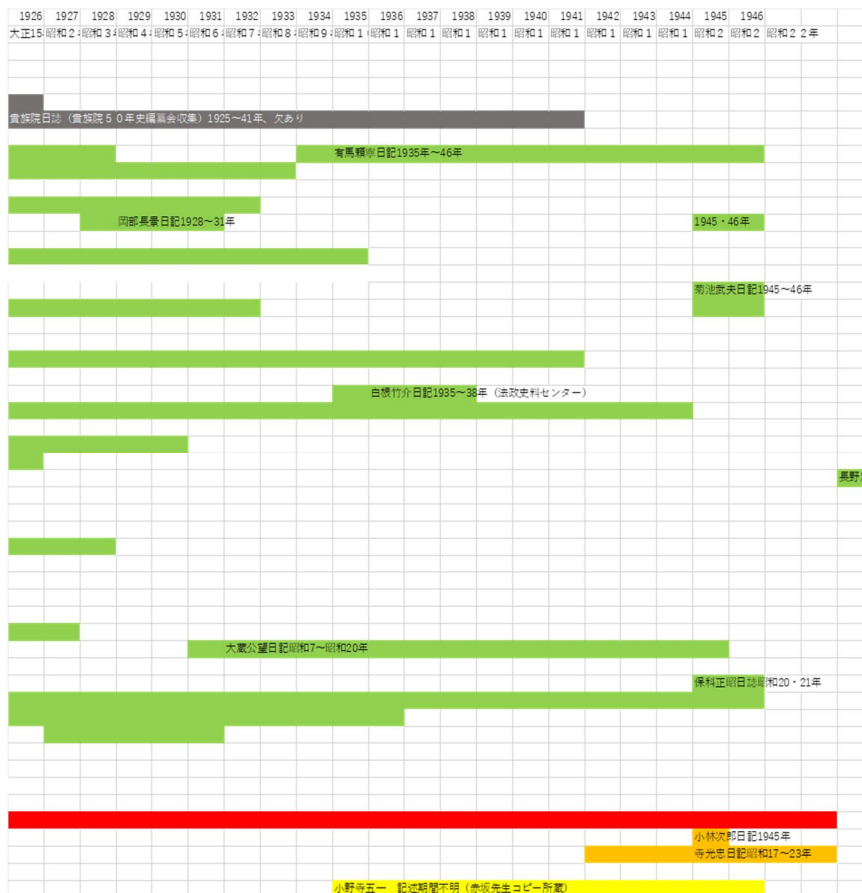 1926 1927 1928 1929 1930 1931 1932 1933 1934 1935 1936 1937 1938 1939 1940 1941 1942 1943 1944 1945 1946
大正15 昭和2 昭和3 昭和4 昭和5 昭和6 昭和7 昭和8 昭和9 昭和1 昭和1 昭和1 昭和1 昭和1 昭和1 昭和1 昭和1 昭和1 昭和1 昭和2 昭和2 昭和22年
貴族院日誌（貴族院50年史編纂会収集）1925～41年、欠あり
有馬頼寧日記1935年～46年
岡部長景日記1928～31年 1945・46年
菊池武夫日記1945～46年
白根竹介日記1935～38年（法政史料センター）
長野
大蔵公望日記昭和7～昭和20年
保科正昭日誌昭和20・21年
小林次郎日記1945年
寺光忠日記昭和17～23年
小野寺五一　記述期間不明（赤坂先生コピー所蔵）